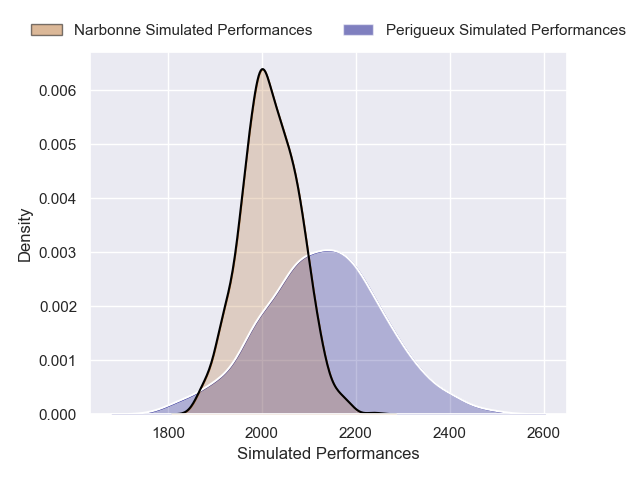 Narbonne Simulated Performances Perigueux Simulated Performances
0.006
0.005
0.004
0.003
0.002
0.001
0.000
Density
1800 2000 2200 2400 2600
Simulated Performances